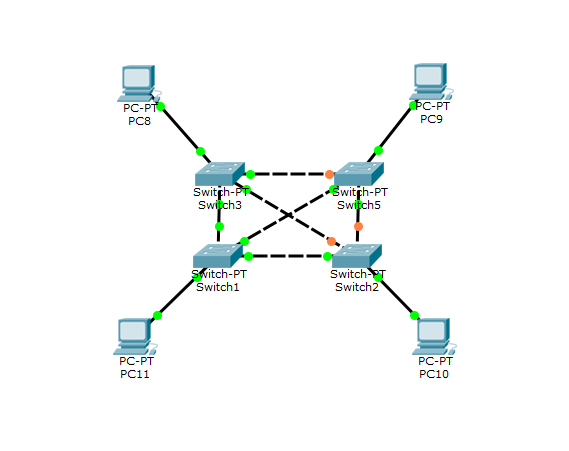 PC-PT
PC8
PC-PT
PC9
Switch-PT
Switch3
Switch-PT
Switch5
Switch-PT
Switch1
Switch-PT
Switch2
PC-PT
PC11
PC-PT
PC10